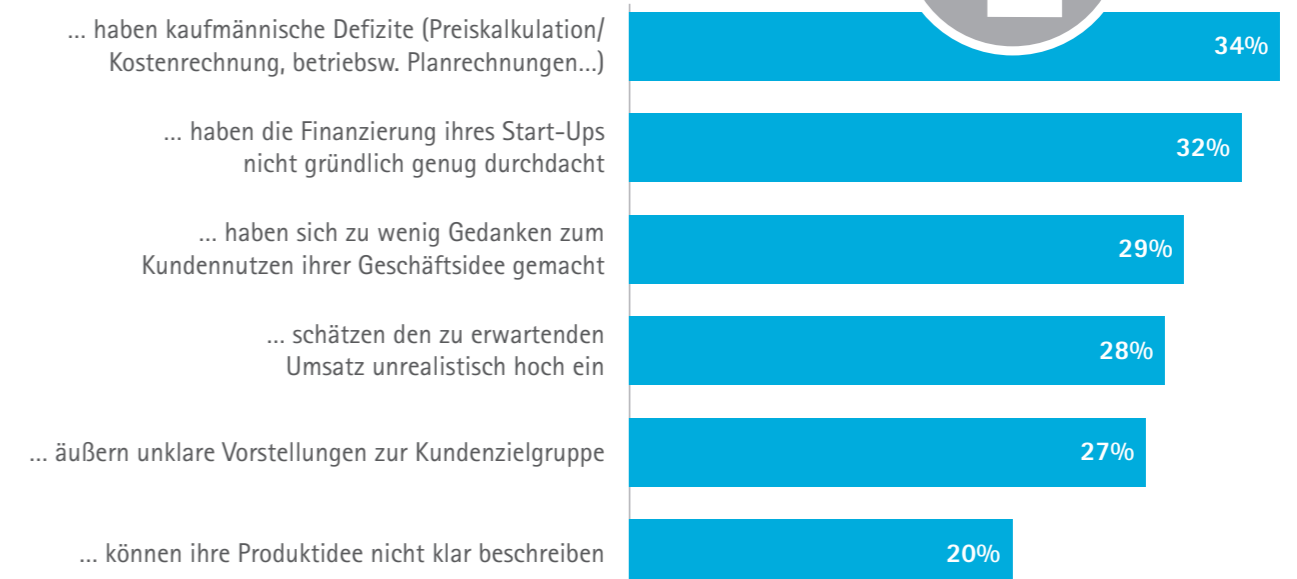 ... haben kaufmännische Defizite (Preiskalkulation/
Kostenrechnung, betriebsw. Planrechnungen...)
34%
... haben die Finanzierung ihres Start-Ups
nicht gründlich genug durchdacht
32%
... haben sich zu wenig Gedanken zum
Kundennutzen ihrer Geschäftsidee gemacht
29%
... schätzen den zu erwartenden
Umsatz unrealistisch hoch ein
28%
... äußern unklare Vorstellungen zur Kundenzielgruppe
27%
... können ihre Produktidee nicht klar beschreiben
20%